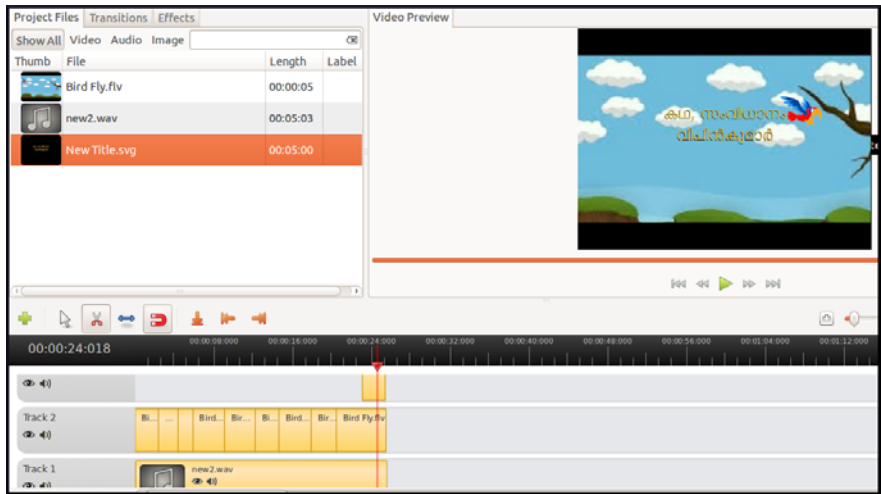 Project Files Transitions Effects
Video Preview
Show All Video Audio Image
Thumb File Length Label
Bird Fly.flv 00:00:05
new2.wav 00:05:03
New Title.svg 00:05:00
കഥ, സംവിധാനം
വിപിൻകുമാർ
00:00:24:018
00:00:08:000 00:00:16:000 00:00:24:000 00:00:32:000 00:00:40:000 00:00:48:000 00:00:56:000 00:01:04:000 00:01:12:000
Track 2
Bi... ... Bird... Bir... Bi... Bird... Bir... Bird Fly.flv
Track 1
new2.wav